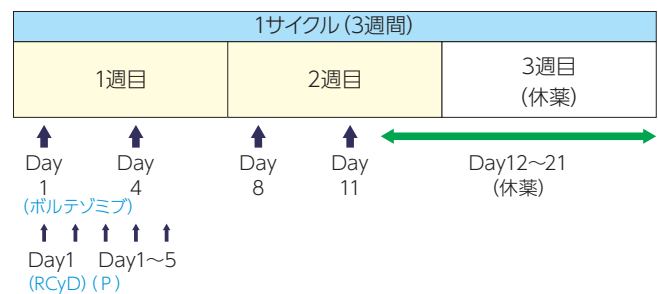 1サイクル(3週間)
1週目
2週目
3週目
(休薬)
Day
1
Day
4
Day
8
Day
11
Day12~21
(休薬)
(ボルテゾミブ)
Day1
Day1~5
(RCyD)
(P)